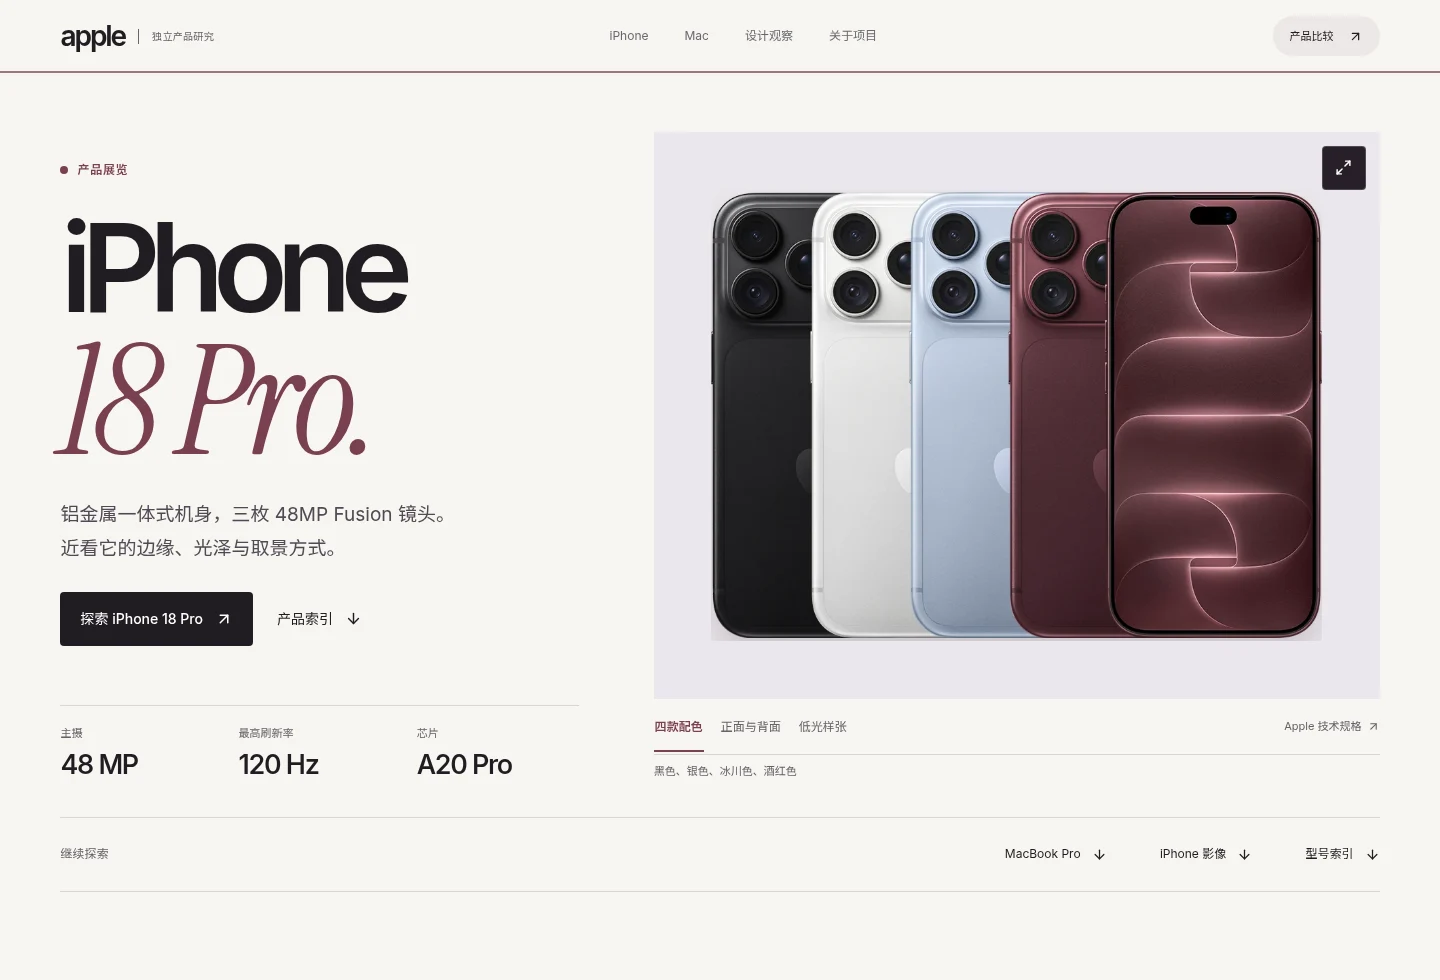 apple
独立产品研究
iPhone
Mac
设计观察
关于项目
产品比较
产品展览
iPhone
18 Pro.
铝金属一体式机身，三枚 48MP Fusion 镜头。
近看它的边缘、光泽与取景方式。
探索 iPhone 18 Pro
产品索引
主摄
48 MP
最高刷新率
120 Hz
芯片
A20 Pro
四款配色
正面与背面
低光样张
Apple 技术规格
黑色、银色、冰川色、酒红色
继续探索
MacBook Pro
iPhone 影像
型号索引